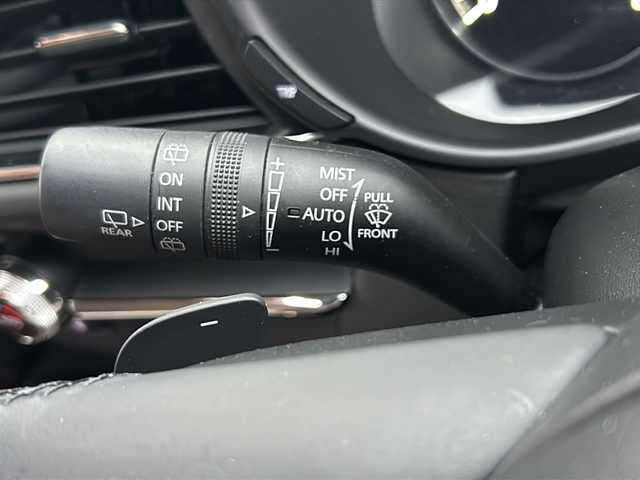 REAR
ON
INT
OFF
+
−
MIST
OFF
AUTO
LO
HI
PULL
FRONT
−